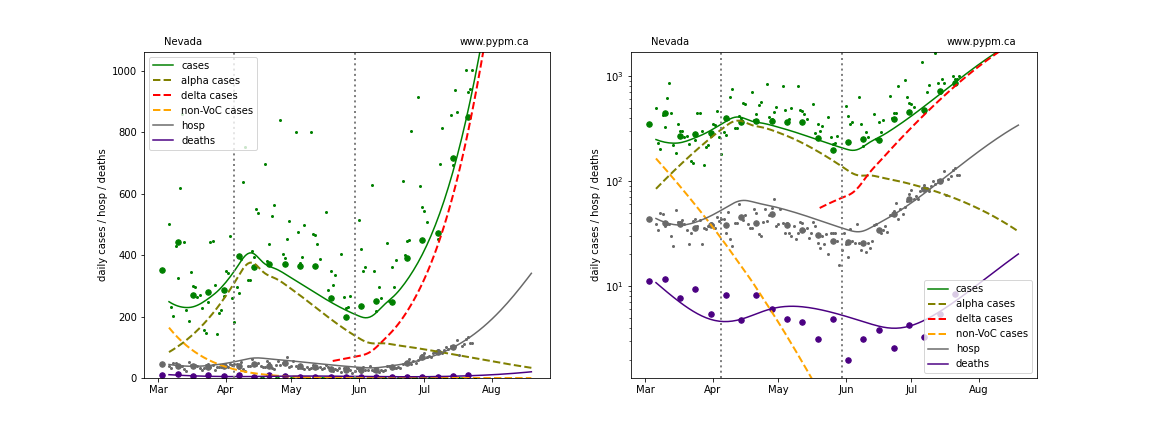 Nevada www.pypm.ca
cases
alpha cases
delta cases
non-VoC cases
hosp
deaths
daily cases / hosp / deaths
1000
800
600
400
200
0
Mar Apr May Jun Jul Aug
Nevada www.pypm.ca
daily cases / hosp / deaths
10³
10²
10¹
cases
alpha cases
delta cases
non-VoC cases
hosp
deaths
Mar Apr May Jun Jul Aug